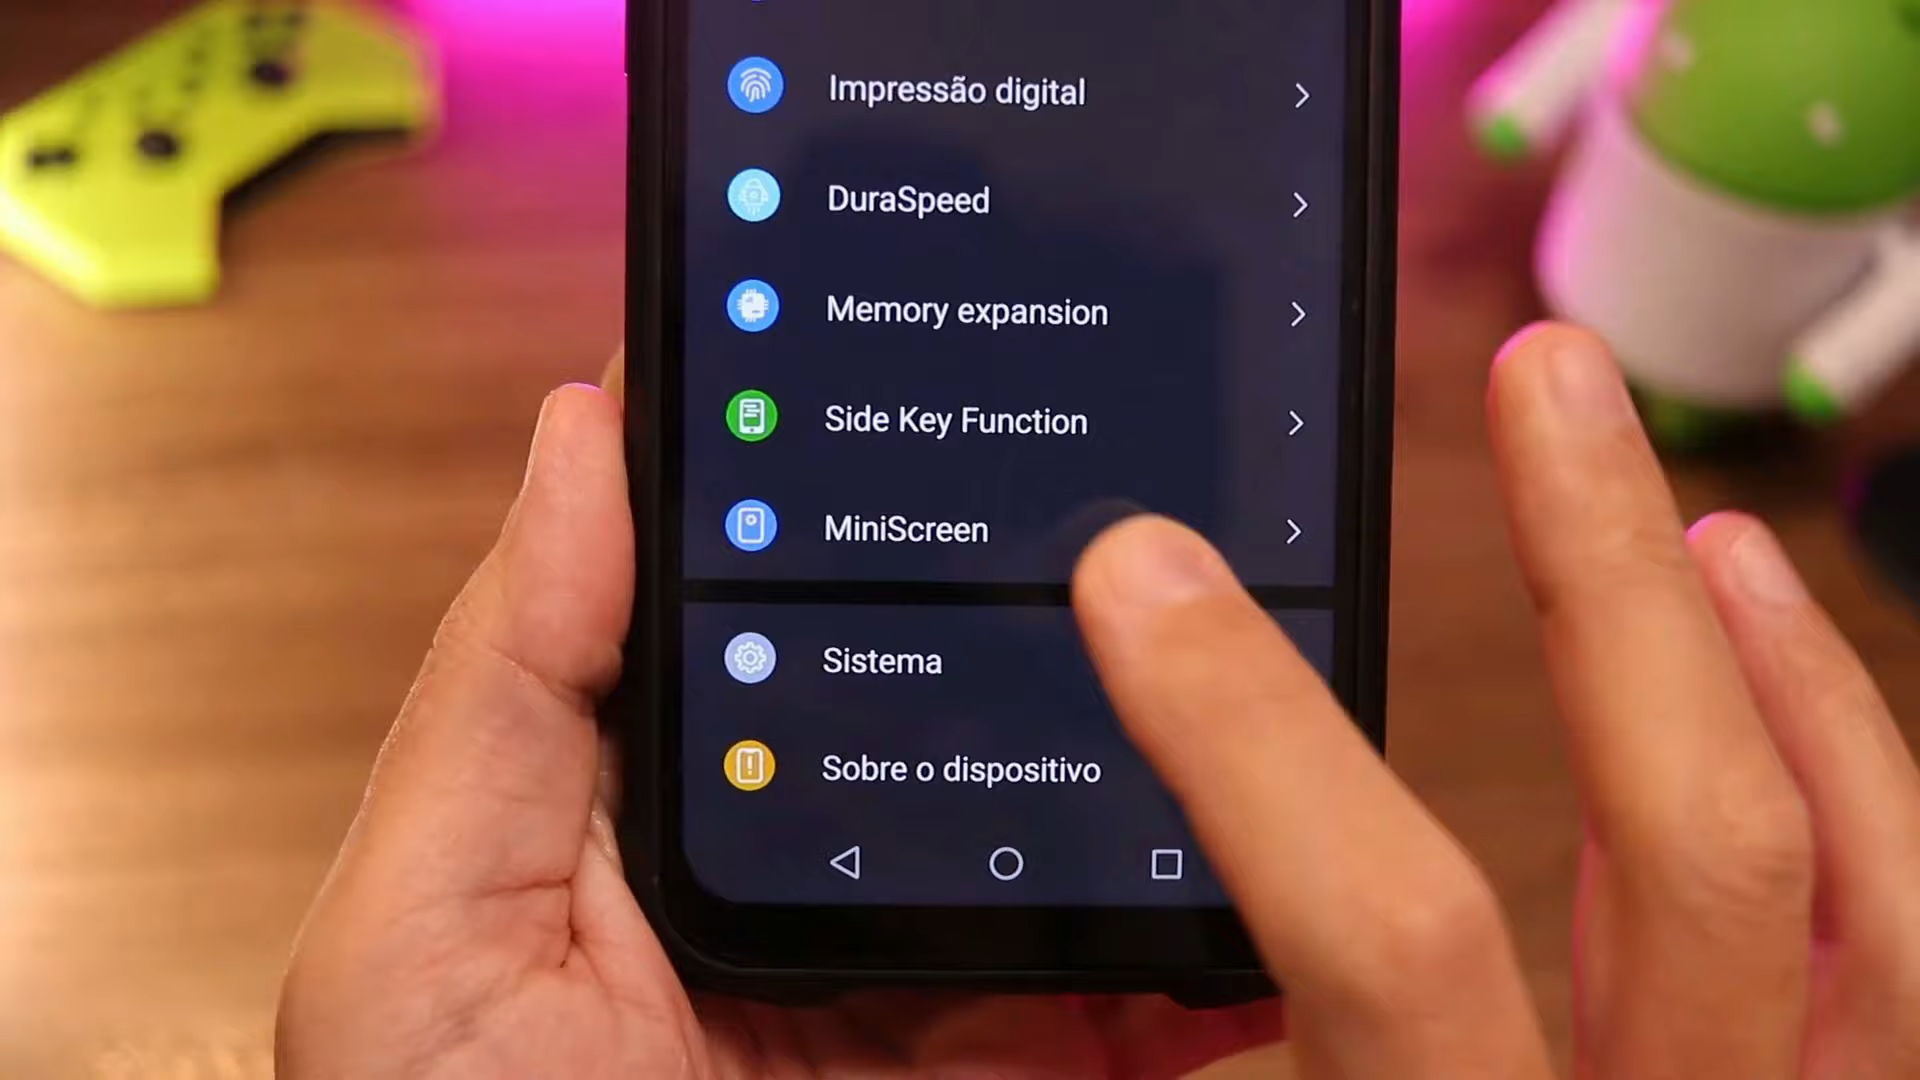 Impressão digital
DuraSpeed
Memory expansion
Side Key Function
MiniScreen
Sistema
Sobre o dispositivo